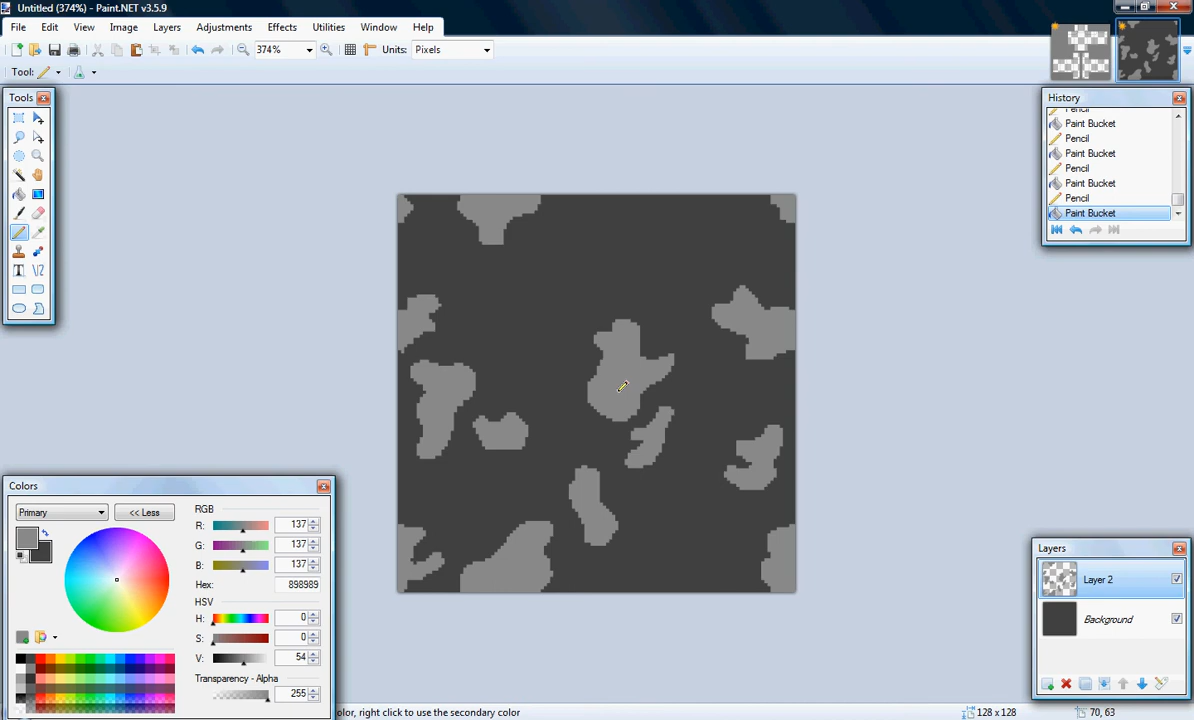 Untitled (374%) - Paint.NET v3.5.9
File Edit View Image Layers Adjustments Effects Utilities Window Help
374% Units: Pixels
Tool:
Tools
History
Pencil
Paint Bucket
Pencil
Paint Bucket
Pencil
Paint Bucket
Pencil
Paint Bucket
Colors
Primary << Less
RGB
R: 137
G: 137
B: 137
Hex: 898989
HSV
H: 0
S: 0
V: 54
Transparency - Alpha
255
Layers
Layer 2
Background
olor, right click to use the secondary color
128 x 128
70, 63